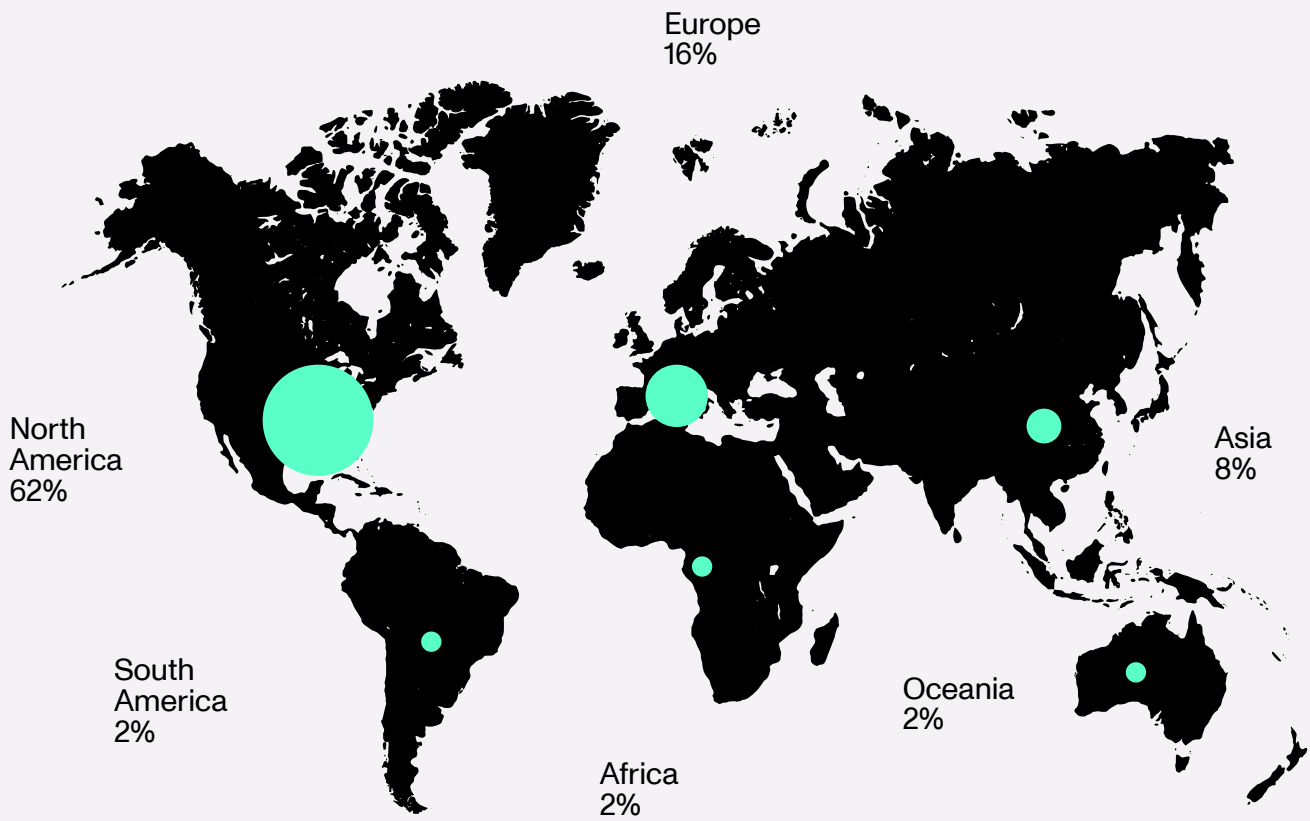 Europe
16%
North
America
62%
Asia
8%
South
America
2%
Oceania
2%
Africa
2%